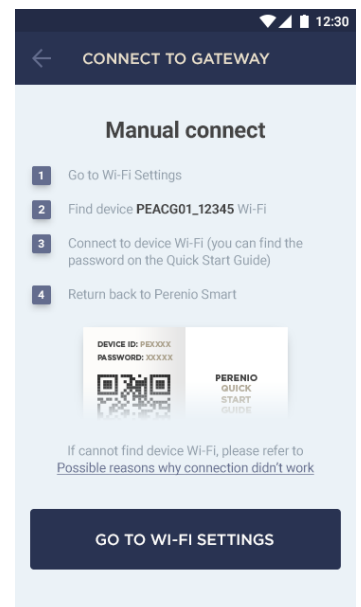 12:30
CONNECT TO GATEWAY
Manual connect
1 Go to Wi-Fi Settings
2 Find device PEACG01_12345 Wi-Fi
3 Connect to device Wi-Fi (you can find the
password on the Quick Start Guide)
4 Return back to Perenio Smart
DEVICE ID: PEXXXX
PASSWORD: XXXXX
PERENIO
QUICK
START
GUIDE
If cannot find device Wi-Fi, please refer to
Possible reasons why connection didn't work
GO TO WI-FI SETTINGS